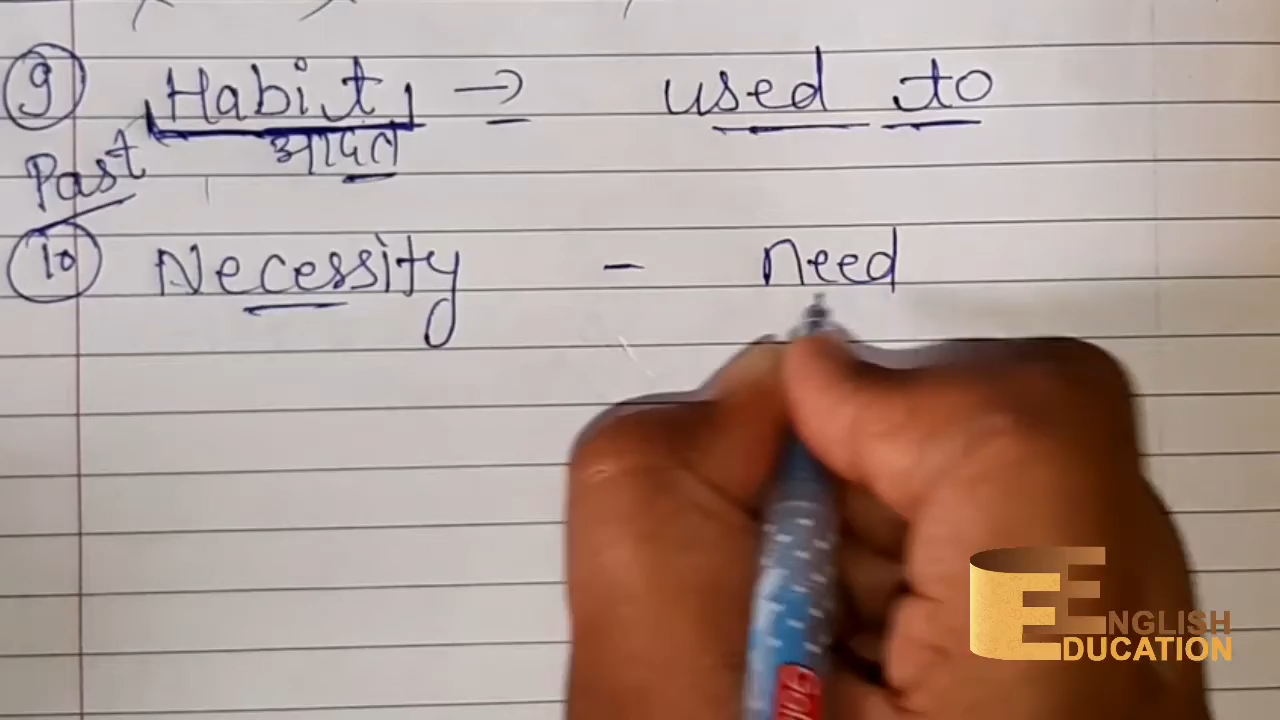 9 Habit → used to
आदत
Past
10 Necessity - need
ENGLISH
EDUCATION